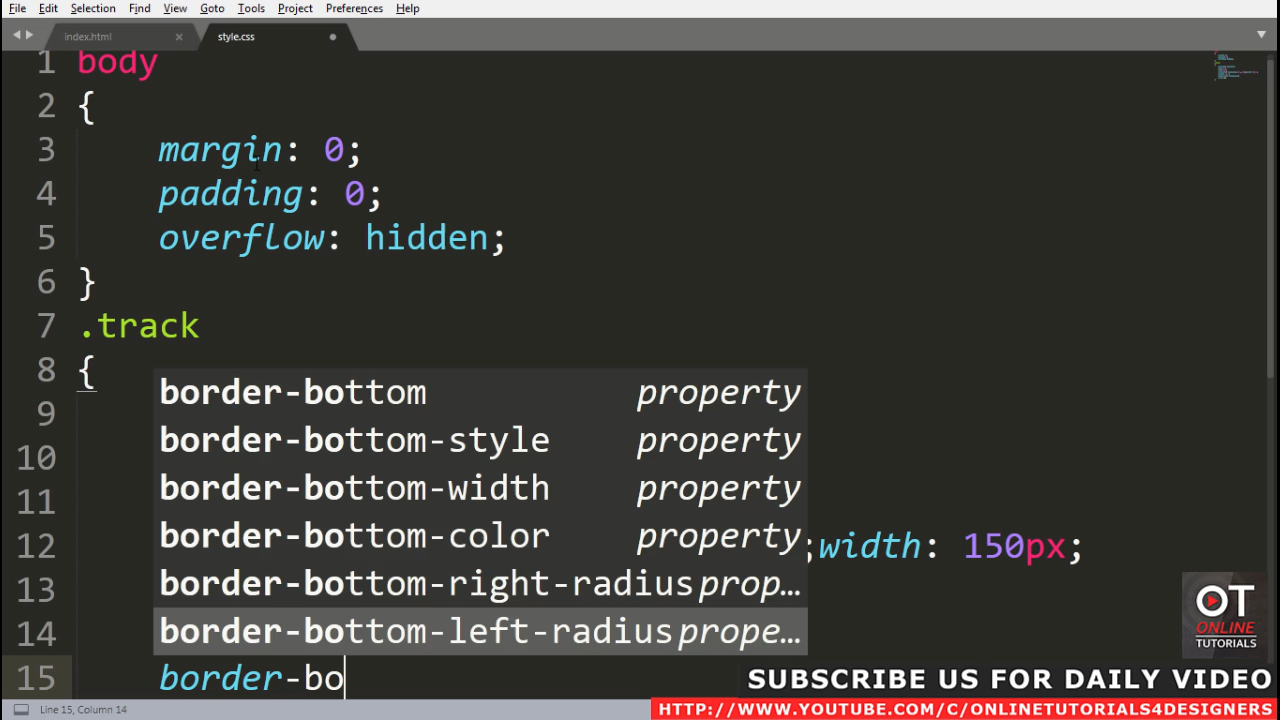 File Edit Selection Find View Goto Tools Project Preferences Help
index.html × style.css
1 body
2 {
3 margin: 0;
4 padding: 0;
5 overflow: hidden;
6 }
7 .track
8 {
border-bottom property
9
border-bottom-style property
10
border-bottom-width property
11
border-bottom-color property
12 ;width: 150px;
border-bottom-right-radius prop…
13
border-bottom-left-radius prope…
14
15 border-bo
OT
ONLINE
TUTORIALS
SUBSCRIBE US FOR DAILY VIDEO
HTTP://WWW.YOUTUBE.COM/C/ONLINETUTORIALS4DESIGNERS
Line 15, Column 14